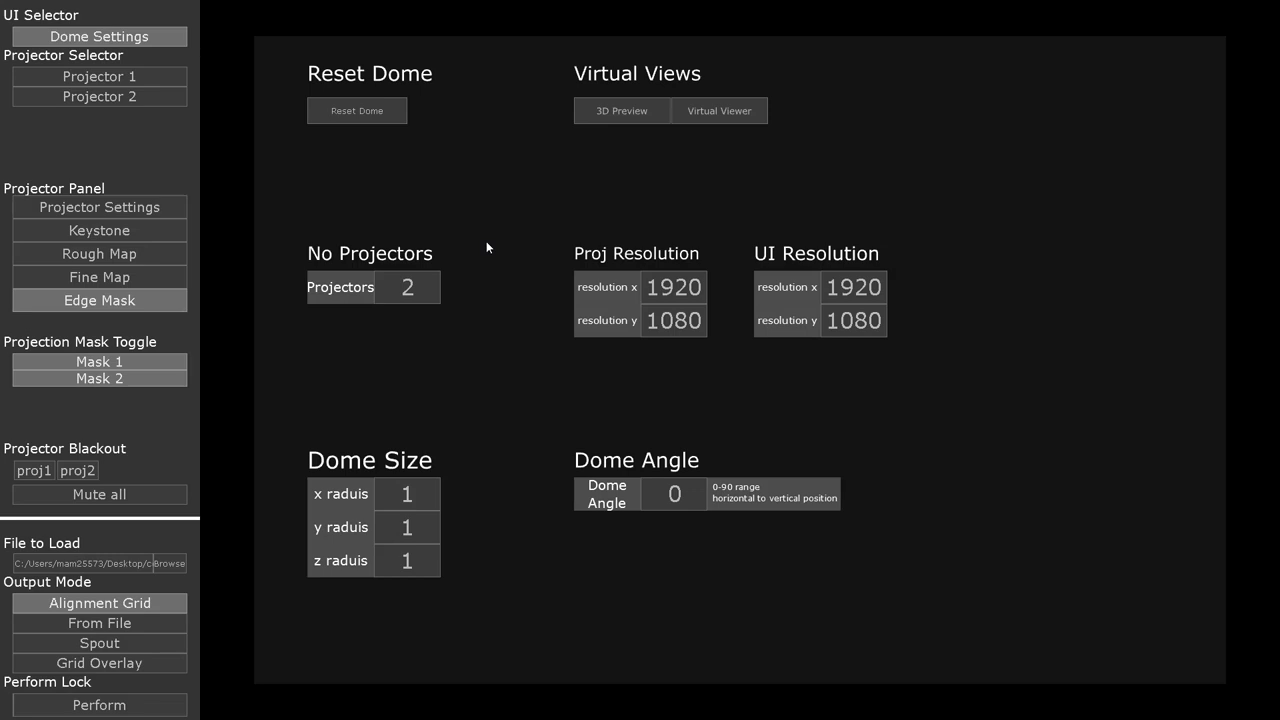 UI Selector
Dome Settings
Projector Selector
Projector 1
Projector 2
Projector Panel
Projector Settings
Keystone
Rough Map
Fine Map
Edge Mask
Projection Mask Toggle
Mask 1
Mask 2
Projector Blackout
proj1 proj2
Mute all
File to Load
C:/Users/mam25573/Desktop/c Browse
Output Mode
Alignment Grid
From File
Spout
Grid Overlay
Perform Lock
Perform
Reset Dome
Reset Dome
Virtual Views
3D Preview Virtual Viewer
No Projectors
Projectors 2
Proj Resolution
resolution x 1920
resolution y 1080
UI Resolution
resolution x 1920
resolution y 1080
Dome Size
x raduis 1
y raduis 1
z raduis 1
Dome Angle
Dome
Angle
0
0-90 range
horizontal to vertical position